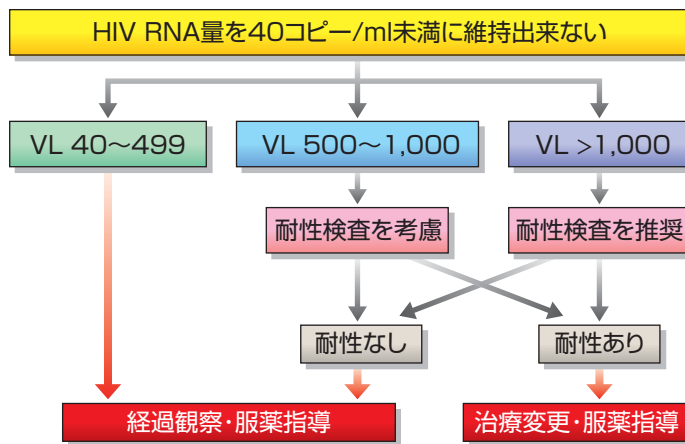 HIV RNA量を40コピー/ml未満に維持出来ない
VL 40〜499
VL 500〜1,000
VL >1,000
耐性検査を考慮
耐性検査を推奨
耐性なし
耐性あり
経過観察・服薬指導
治療変更・服薬指導